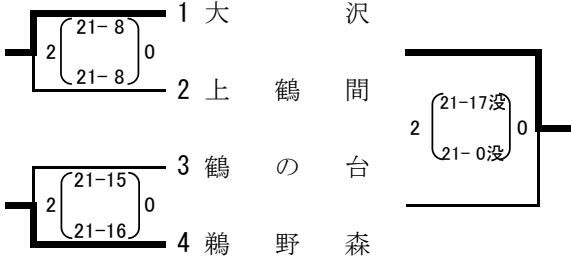 21- 8 1 大 沢
2 0
21- 8 2 上 鶴 間
21-17没
2 0
21- 0没
3 鶴 の 台
21-15
2 0
21-16
4 鵜 野 森